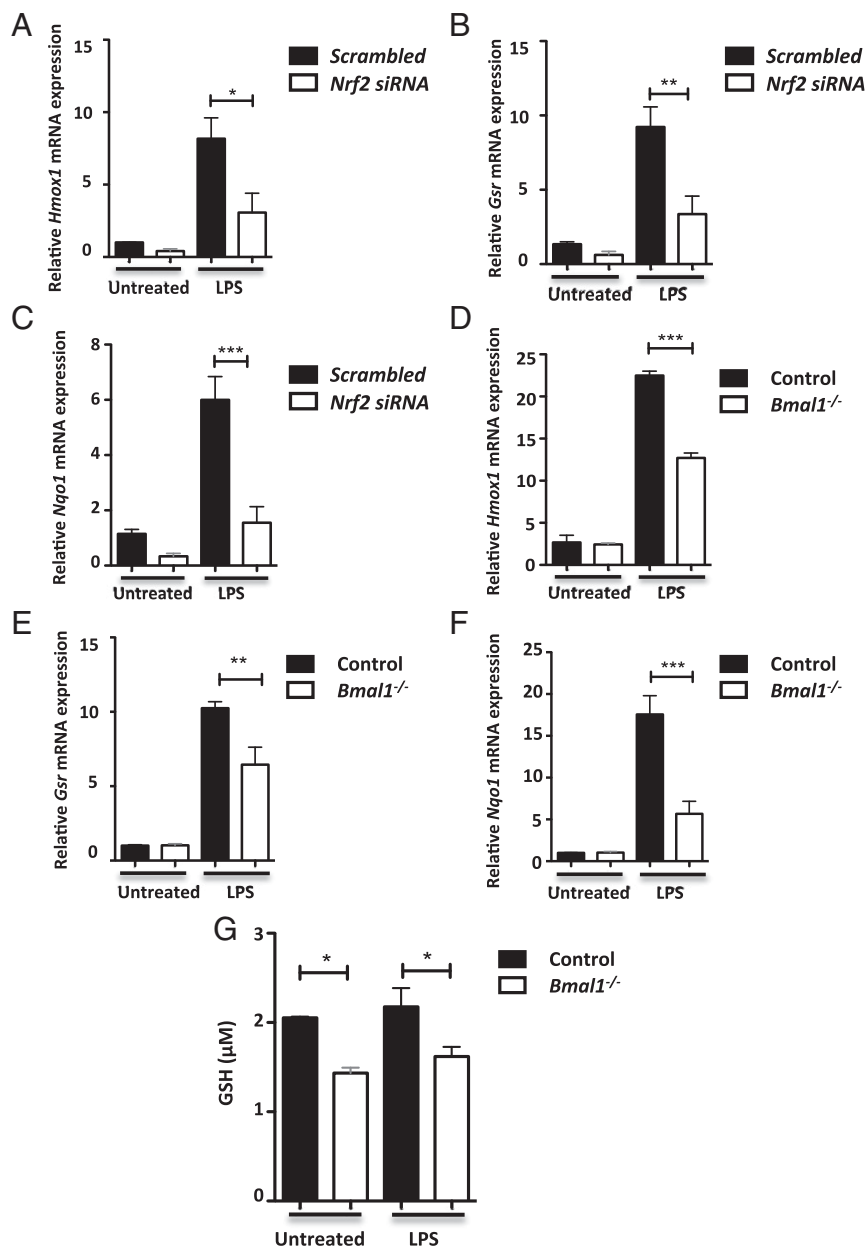 A
Relative Hmox1 mRNA expression
15
10
5
0
*
Scrambled
Nrf2 siRNA
Untreated
LPS
B
Relative Gsr mRNA expression
15
10
5
0
**
Scrambled
Nrf2 siRNA
Untreated
LPS
C
Relative Nqo1 mRNA expression
8
6
4
2
0
***
Scrambled
Nrf2 siRNA
Untreated
LPS
D
Relative Hmox1 mRNA expression
25
20
15
10
5
0
***
Control
Bmal1-/-
Untreated
LPS
E
Relative Gsr mRNA expression
15
10
5
0
**
Control
Bmal1-/-
Untreated
LPS
F
Relative Nqo1 mRNA expression
25
20
15
10
5
0
***
Control
Bmal1-/-
Untreated
LPS
G
GSH (µM)
3
2
1
0
*
*
Control
Bmal1-/-
Untreated
LPS